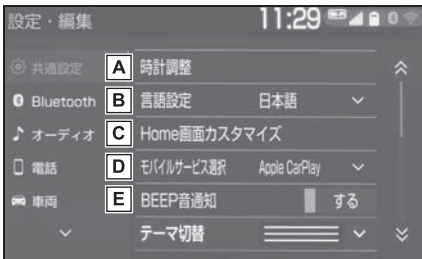 設定・編集 11:29
共通設定 A 時計調整
Bluetooth B 言語設定 日本語
オーディオ C Home画面カスタマイズ
電話 D モバイルサービス選択 Apple CarPlay
車両 E BEEP音通知 する
テーマ切替